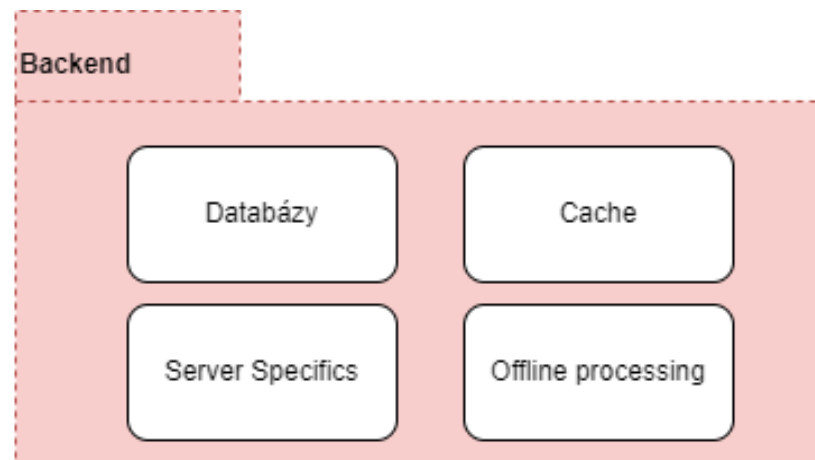 Backend
Databázy
Cache
Server Specifics
Offline processing